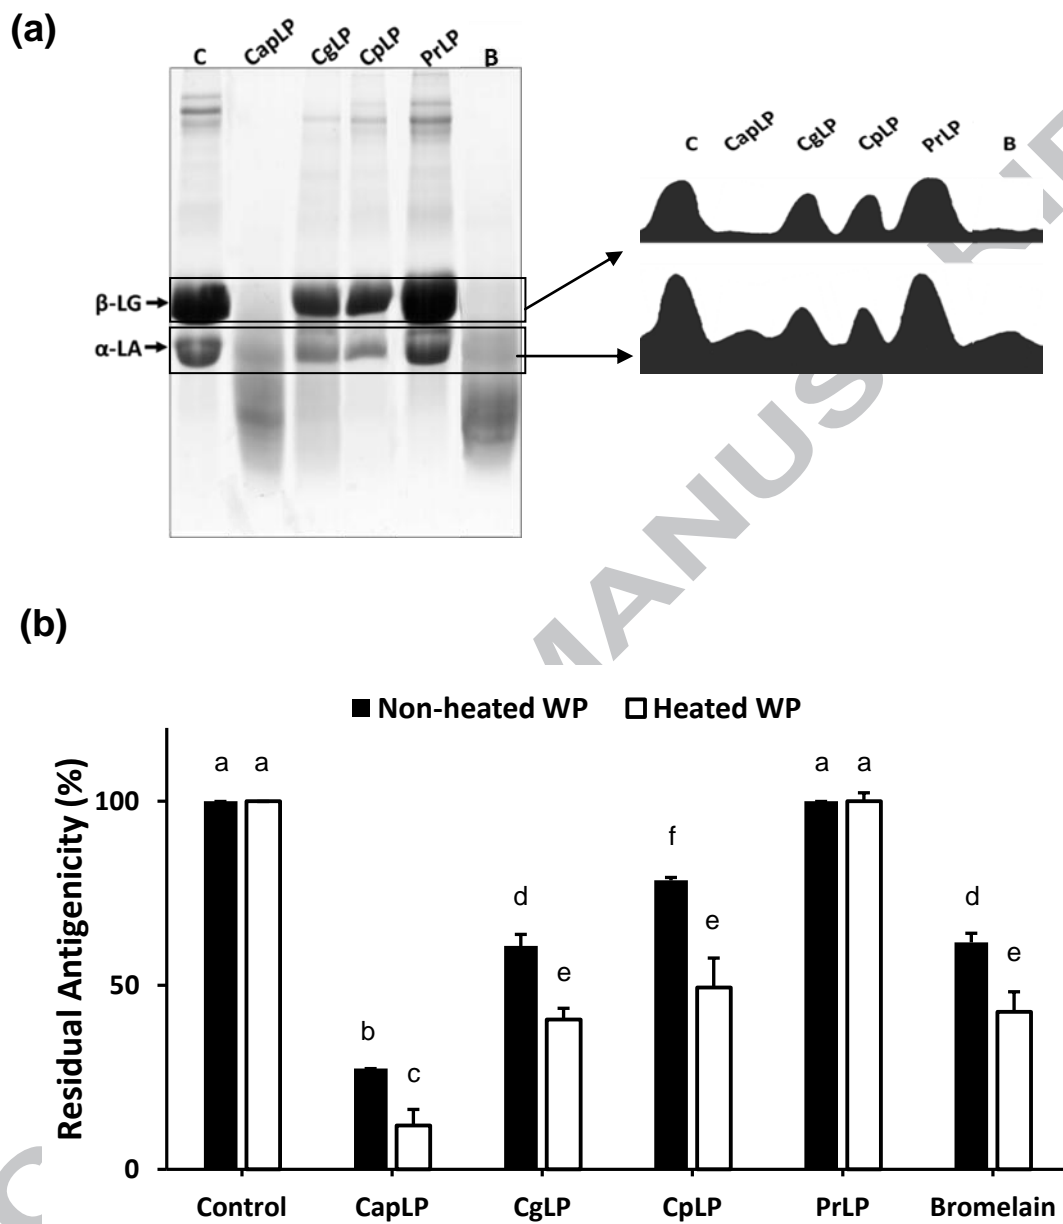 (a)
C CapLP CgLP CpLP PrLP B
C CapLP CgLP CpLP PrLP B
β-LG
α-LA
MANUS
(b)
Non-heated WP Heated WP
Residual Antigenicity (%)
100
50
0
a a b c d e f e a a d e
Control CapLP CgLP CpLP PrLP Bromelain